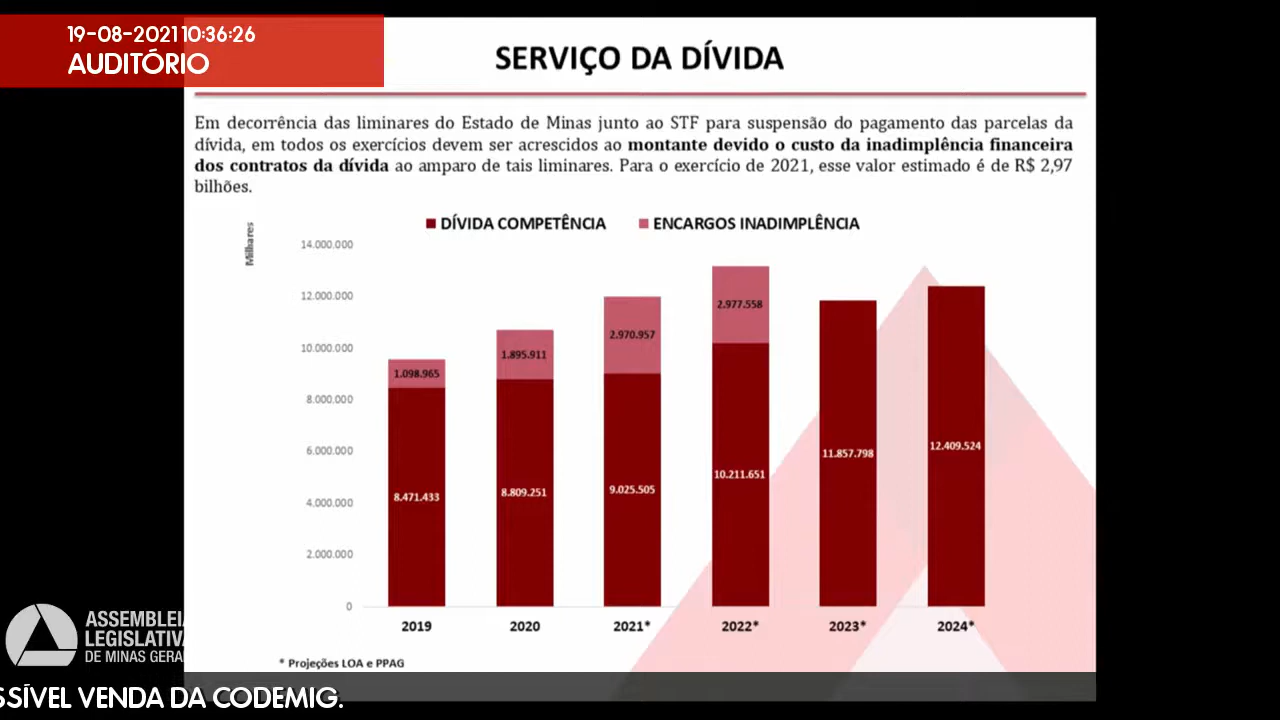 19-08-2021 10:36:26
AUDITÓRIO
SERVIÇO DA DÍVIDA
Em decorrência das liminares do Estado de Minas junto ao STF para suspensão do pagamento das parcelas da
dívida, em todos os exercícios devem ser acrescidos ao montante devido o custo da inadimplência financeira
dos contratos da dívida ao amparo de tais liminares. Para o exercício de 2021, esse valor estimado é de R$ 2,97
bilhões.
Milhares
DÍVIDA COMPETÊNCIA ENCARGOS INADIMPLÊNCIA
14.000.000
12.000.000
10.000.000
8.000.000
6.000.000
4.000.000
2.000.000
0
1.098.965
8.471.433
1.895.911
8.809.251
2.970.957
9.025.505
2.977.558
10.211.651
11.857.798
12.409.524
2019 2020 2021* 2022* 2023* 2024*
* Projeções LOA e PPAG
ASSEMBLEIA
LEGISLATIVA
DE MINAS GERAI
SSÍVEL VENDA DA CODEMIG.